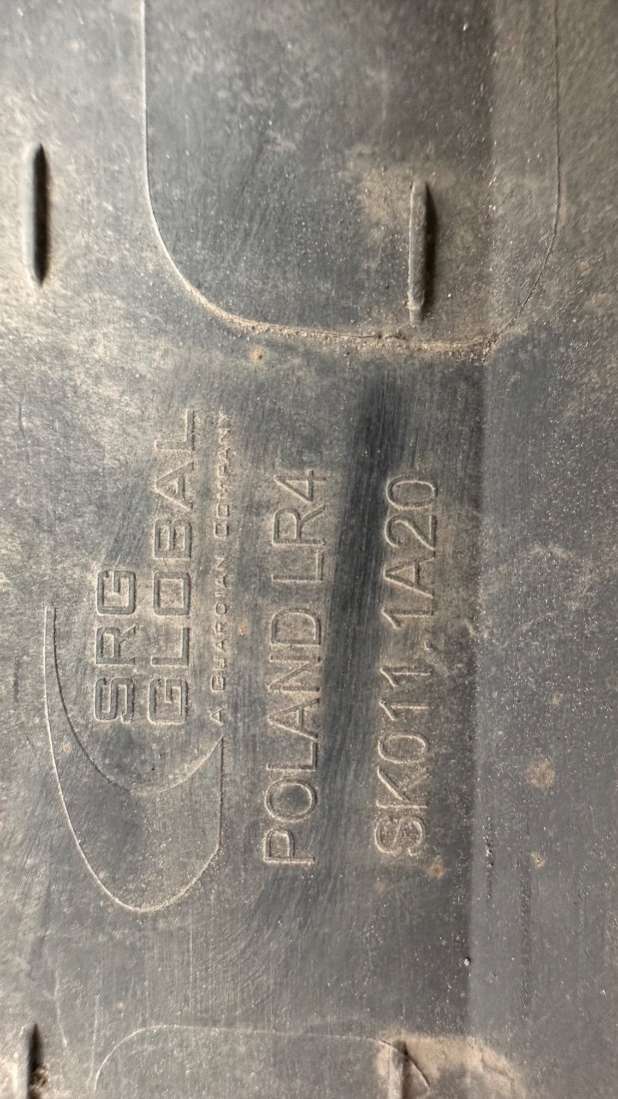 SRG
GLOBAL
A GUARDIAN COMPANY
POLAND LR4
SK011.1A20